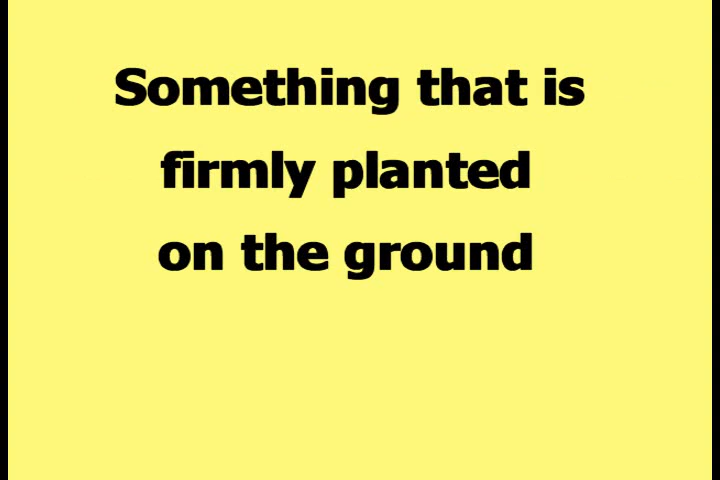 Something that is
firmly planted
on the ground